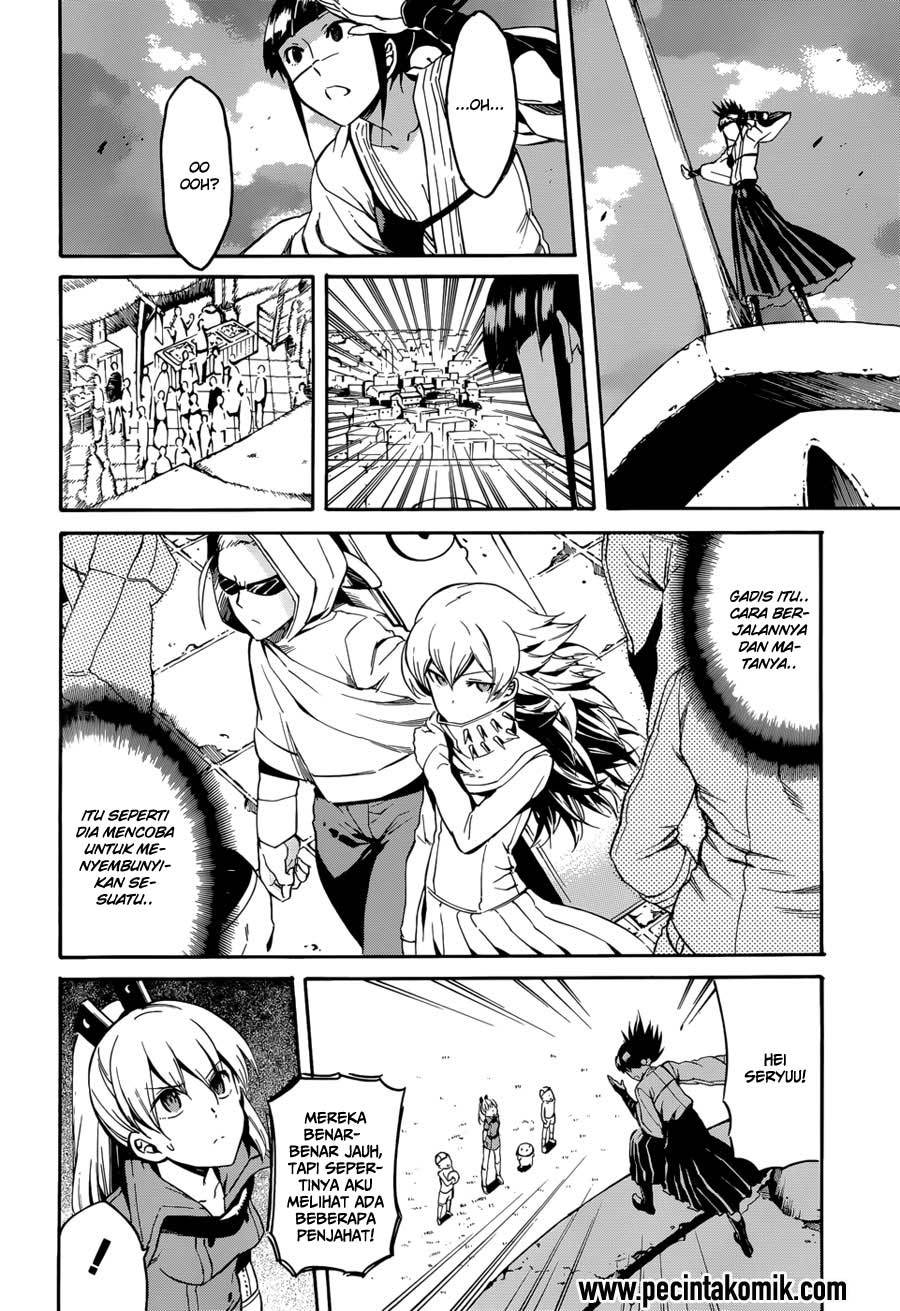 ...OH...
OO
OOH?
GADIS ITU..
CARA BER-
JALANNYA
DAN MA-
TANYA..
ITU SEPERTI
DIA MENCOBA
UNTUK ME-
NYEMBUNYI-
KAN SE-
SUATU..
HEI
SERYUU!
MEREKA
BENAR-
BENAR JAUH,
TAPI SEPER-
TINYA AKU
MELIHAT ADA
BEBERAPA
PENJAHAT!
!
www.pecintakomik.com